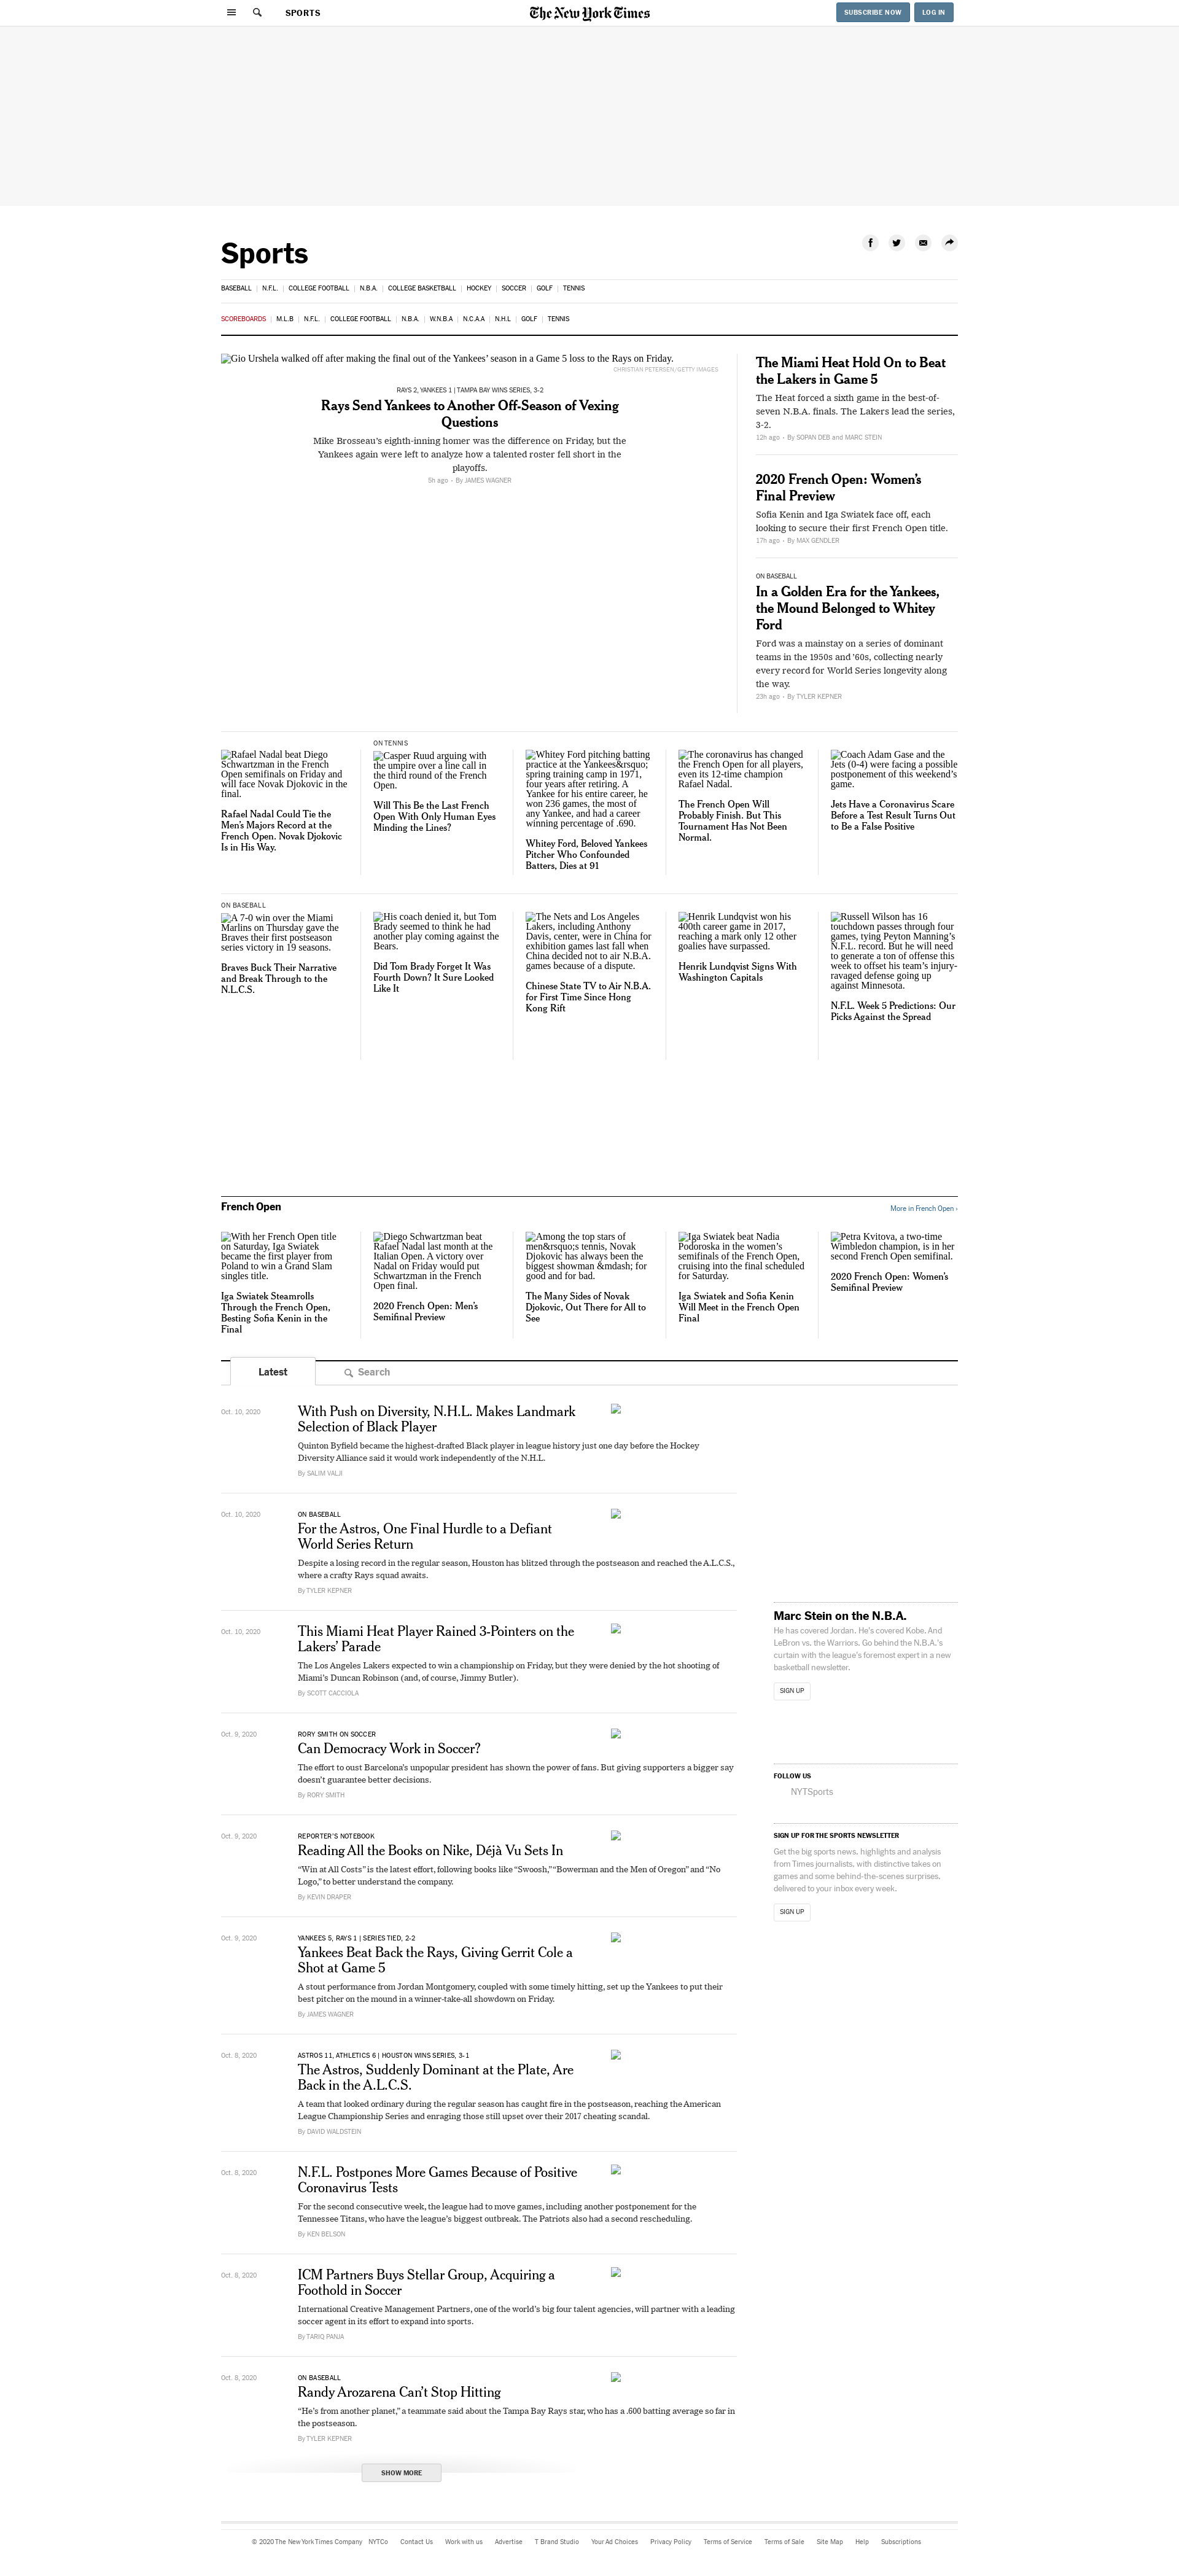 SPORTS
The New York Times
SUBSCRIBE NOW
LOG IN
Sports
BASEBALL | N.F.L. | COLLEGE FOOTBALL | N.B.A. | COLLEGE BASKETBALL | HOCKEY | SOCCER | GOLF | TENNIS
SCOREBOARDS | M.L.B | N.F.L. | COLLEGE FOOTBALL | N.B.A. | W.N.B.A | N.C.A.A | N.H.L | GOLF | TENNIS
Gio Urshela walked off after making the final out of the Yankees’ season in a Game 5 loss to the Rays on Friday.
CHRISTIAN PETERSEN/GETTY IMAGES
RAYS 2, YANKEES 1 | TAMPA BAY WINS SERIES, 3-2
Rays Send Yankees to Another Off-Season of Vexing
Questions
Mike Brosseau’s eighth-inning homer was the difference on Friday, but the
Yankees again were left to analyze how a talented roster fell short in the
playoffs.
5h ago • By JAMES WAGNER
The Miami Heat Hold On to Beat
the Lakers in Game 5
The Heat forced a sixth game in the best-of-
seven N.B.A. finals. The Lakers lead the series,
3-2.
12h ago • By SOPAN DEB and MARC STEIN
2020 French Open: Women’s
Final Preview
Sofia Kenin and Iga Swiatek face off, each
looking to secure their first French Open title.
17h ago • By MAX GENDLER
ON BASEBALL
In a Golden Era for the Yankees,
the Mound Belonged to Whitey
Ford
Ford was a mainstay on a series of dominant
teams in the 1950s and ’60s, collecting nearly
every record for World Series longevity along
the way.
23h ago • By TYLER KEPNER
Rafael Nadal beat Diego
Schwartzman in the French
Open semifinals on Friday and
will face Novak Djokovic in the
final.
Rafael Nadal Could Tie the
Men’s Majors Record at the
French Open. Novak Djokovic
Is in His Way.
ON TENNIS
Casper Ruud arguing with
the umpire over a line call in
the third round of the French
Open.
Will This Be the Last French
Open With Only Human Eyes
Minding the Lines?
Whitey Ford pitching batting
practice at the Yankees&rsquo;
spring training camp in 1971,
four years after retiring. A
Yankee for his entire career, he
won 236 games, the most of
any Yankee, and had a career
winning percentage of .690.
Whitey Ford, Beloved Yankees
Pitcher Who Confounded
Batters, Dies at 91
The coronavirus has changed
the French Open for all players,
even its 12-time champion
Rafael Nadal.
The French Open Will
Probably Finish. But This
Tournament Has Not Been
Normal.
Coach Adam Gase and the
Jets (0-4) were facing a possible
postponement of this weekend’s
game.
Jets Have a Coronavirus Scare
Before a Test Result Turns Out
to Be a False Positive
ON BASEBALL
A 7-0 win over the Miami
Marlins on Thursday gave the
Braves their first postseason
series victory in 19 seasons.
Braves Buck Their Narrative
and Break Through to the
N.L.C.S.
His coach denied it, but Tom
Brady seemed to think he had
another play coming against the
Bears.
Did Tom Brady Forget It Was
Fourth Down? It Sure Looked
Like It
The Nets and Los Angeles
Lakers, including Anthony
Davis, center, were in China for
exhibition games last fall when
China decided not to air N.B.A.
games because of a dispute.
Chinese State TV to Air N.B.A.
for First Time Since Hong
Kong Rift
Henrik Lundqvist won his
400th career game in 2017,
reaching a mark only 12 other
goalies have surpassed.
Henrik Lundqvist Signs With
Washington Capitals
Russell Wilson has 16
touchdown passes through four
games, tying Peyton Manning’s
N.F.L. record. But he will need
to generate a ton of offense this
week to offset his team’s injury-
ravaged defense going up
against Minnesota.
N.F.L. Week 5 Predictions: Our
Picks Against the Spread
French Open
More in French Open ›
With her French Open title
on Saturday, Iga Swiatek
became the first player from
Poland to win a Grand Slam
singles title.
Iga Swiatek Steamrolls
Through the French Open,
Besting Sofia Kenin in the
Final
Diego Schwartzman beat
Rafael Nadal last month at the
Italian Open. A victory over
Nadal on Friday would put
Schwartzman in the French
Open final.
2020 French Open: Men’s
Semifinal Preview
Among the top stars of
men&rsquo;s tennis, Novak
Djokovic has always been the
biggest showman &mdash; for
good and for bad.
The Many Sides of Novak
Djokovic, Out There for All to
See
Iga Swiatek beat Nadia
Podoroska in the women’s
semifinals of the French Open,
cruising into the final scheduled
for Saturday.
Iga Swiatek and Sofia Kenin
Will Meet in the French Open
Final
Petra Kvitova, a two-time
Wimbledon champion, is in her
second French Open semifinal.
2020 French Open: Women’s
Semifinal Preview
Latest
Search
Oct. 10, 2020
With Push on Diversity, N.H.L. Makes Landmark
Selection of Black Player
Quinton Byfield became the highest-drafted Black player in league history just one day before the Hockey
Diversity Alliance said it would work independently of the N.H.L.
By SALIM VALJI
Oct. 10, 2020
ON BASEBALL
For the Astros, One Final Hurdle to a Defiant
World Series Return
Despite a losing record in the regular season, Houston has blitzed through the postseason and reached the A.L.C.S.,
where a crafty Rays squad awaits.
By TYLER KEPNER
Oct. 10, 2020
This Miami Heat Player Rained 3-Pointers on the
Lakers’ Parade
The Los Angeles Lakers expected to win a championship on Friday, but they were denied by the hot shooting of
Miami’s Duncan Robinson (and, of course, Jimmy Butler).
By SCOTT CACCIOLA
Oct. 9, 2020
RORY SMITH ON SOCCER
Can Democracy Work in Soccer?
The effort to oust Barcelona’s unpopular president has shown the power of fans. But giving supporters a bigger say
doesn’t guarantee better decisions.
By RORY SMITH
Oct. 9, 2020
REPORTER’S NOTEBOOK
Reading All the Books on Nike, Déjà Vu Sets In
“Win at All Costs” is the latest effort, following books like “Swoosh,” “Bowerman and the Men of Oregon” and “No
Logo,” to better understand the company.
By KEVIN DRAPER
Oct. 9, 2020
YANKEES 5, RAYS 1 | SERIES TIED, 2-2
Yankees Beat Back the Rays, Giving Gerrit Cole a
Shot at Game 5
A stout performance from Jordan Montgomery, coupled with some timely hitting, set up the Yankees to put their
best pitcher on the mound in a winner-take-all showdown on Friday.
By JAMES WAGNER
Oct. 8, 2020
ASTROS 11, ATHLETICS 6 | HOUSTON WINS SERIES, 3-1
The Astros, Suddenly Dominant at the Plate, Are
Back in the A.L.C.S.
A team that looked ordinary during the regular season has caught fire in the postseason, reaching the American
League Championship Series and enraging those still upset over their 2017 cheating scandal.
By DAVID WALDSTEIN
Oct. 8, 2020
N.F.L. Postpones More Games Because of Positive
Coronavirus Tests
For the second consecutive week, the league had to move games, including another postponement for the
Tennessee Titans, who have the league’s biggest outbreak. The Patriots also had a second rescheduling.
By KEN BELSON
Oct. 8, 2020
ICM Partners Buys Stellar Group, Acquiring a
Foothold in Soccer
International Creative Management Partners, one of the world’s big four talent agencies, will partner with a leading
soccer agent in its effort to expand into sports.
By TARIQ PANJA
Oct. 8, 2020
ON BASEBALL
Randy Arozarena Can’t Stop Hitting
“He’s from another planet,” a teammate said about the Tampa Bay Rays star, who has a .600 batting average so far in
the postseason.
By TYLER KEPNER
SHOW MORE
Marc Stein on the N.B.A.
He has covered Jordan. He’s covered Kobe. And
LeBron vs. the Warriors. Go behind the N.B.A.’s
curtain with the league’s foremost expert in a new
basketball newsletter.
SIGN UP
FOLLOW US
NYTSports
SIGN UP FOR THE SPORTS NEWSLETTER
Get the big sports news, highlights and analysis
from Times journalists, with distinctive takes on
games and some behind-the-scenes surprises,
delivered to your inbox every week.
SIGN UP
© 2020 The New York Times Company NYTCo Contact Us Work with us Advertise T Brand Studio Your Ad Choices Privacy Policy Terms of Service Terms of Sale Site Map Help Subscriptions